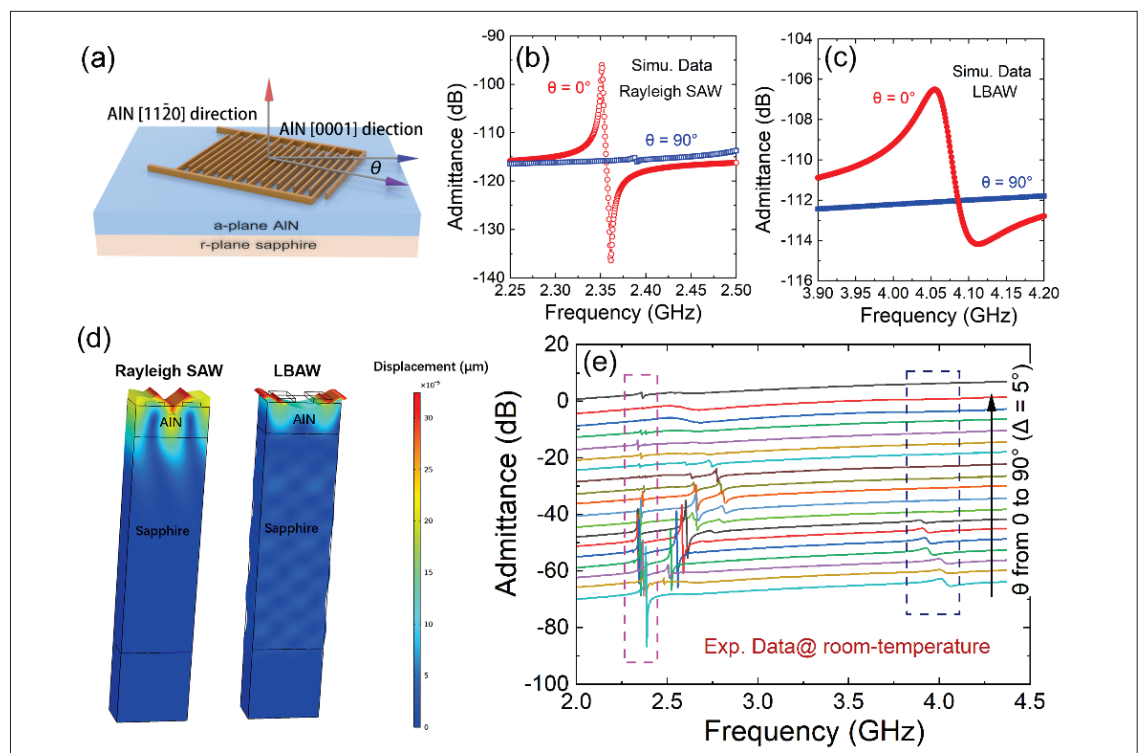 (a)
AlN [112̄0] direction
AlN [0001] diection
θ
a-plane AlN
r-plane sapphire
(b)
Simu. Data
Rayleigh SAW
θ = 0°
θ = 90°
Admittance (dB)
-90
-100
-110
-120
-130
-140
2.25
2.30
2.35
2.40
2.45
2.50
Frequency (GHz)
(c)
Simu. Data
LBAW
θ = 0°
θ = 90°
Admittance (dB)
-104
-106
-108
-110
-112
-114
-116
3.90
3.95
4.00
4.05
4.10
4.15
4.20
Frequency (GHz)
(d)
Rayleigh SAW
LBAW
AlN
AlN
Sapphire
Sapphire
Displacement (μm)
×10⁻⁵
30
25
20
15
10
5
0
(e)
Admittance (dB)
20
0
-20
-40
-60
-80
-100
θ from 0 to 90° (Δ = 5°)
Exp. Data@ room-temperature
2.0
2.5
3.0
3.5
4.0
4.5
Frequency (GHz)